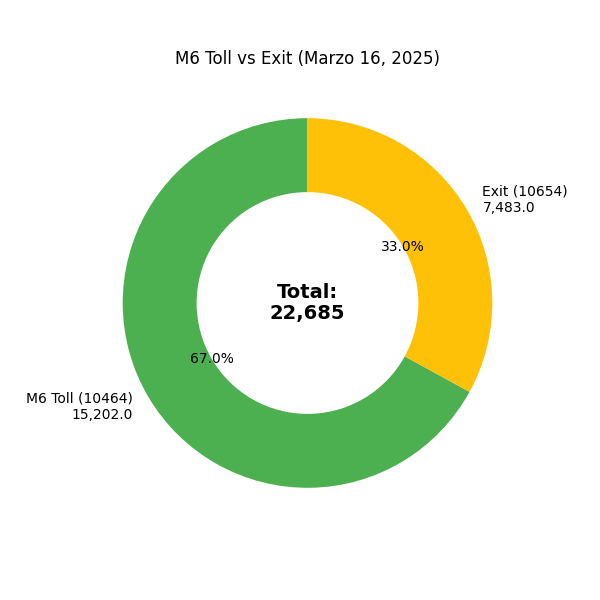 M6 Toll vs Exit (Marzo 16, 2025)
Exit (10654)
7,483.0
33.0%
Total:
22,685
67.0%
M6 Toll (10464)
15,202.0